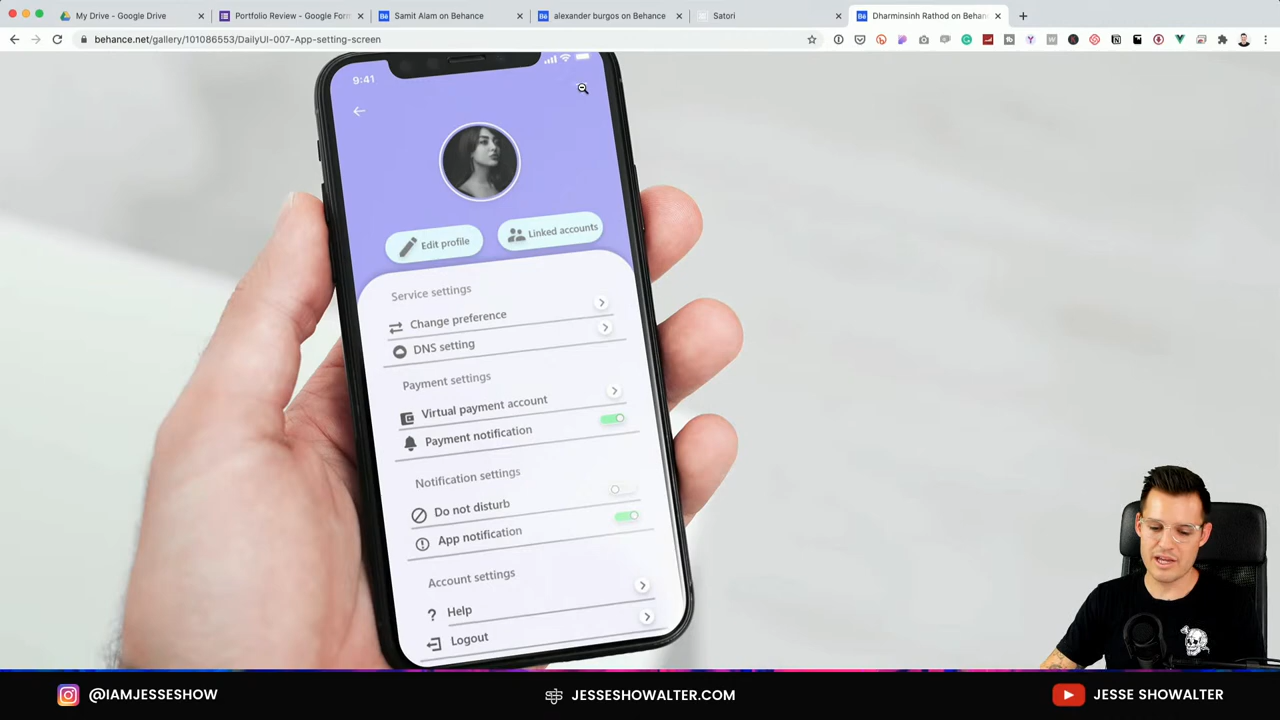 My Drive - Google Drive
Portfolio Review - Google Form
Samit Alam on Behance
alexander burgos on Behance
Satori
Dharminsinh Rathod on Behan
behance.net/gallery/101086553/DailyUI-007-App-setting-screen
9:41
Edit profile
Linked accounts
Service settings
Change preference
DNS setting
Payment settings
Virtual payment account
Payment notification
Notification settings
Do not disturb
App notification
Account settings
Help
Logout
@IAMJESSESHOW
JESSESHOWALTER.COM
JESSE SHOWALTER